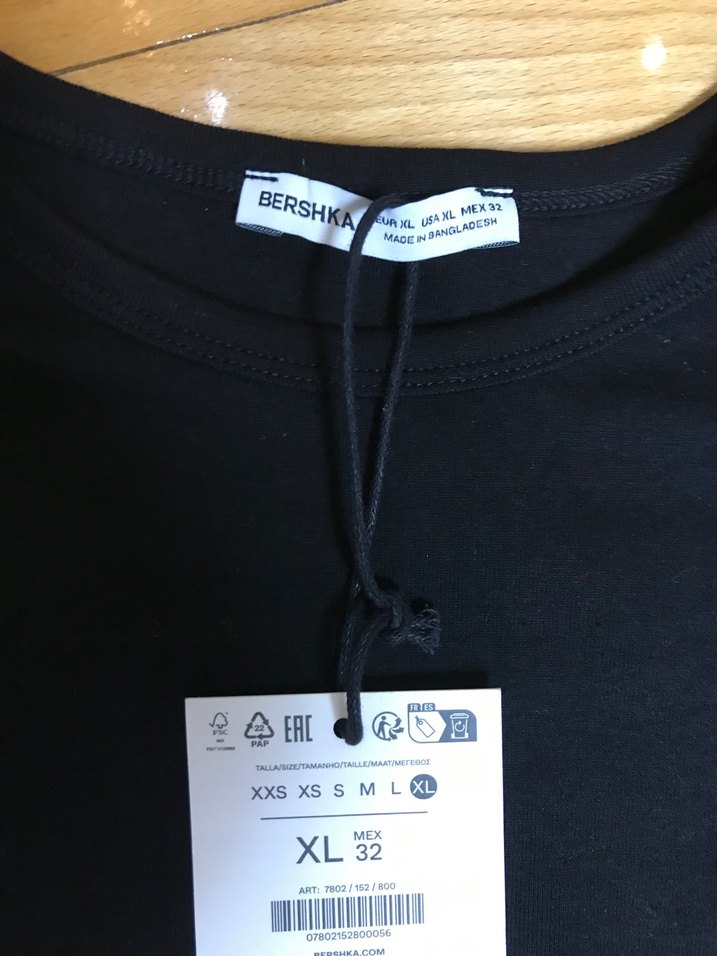 BERSHKA
EUR XL USA XL MEX 32
MADE IN BANGLADESH
FR ES
FSC
22
PAP
EAC
TALLA/SIZE/TAMANHO/TAILLE/MAAT/ΜΕΓΕΘΟΣ
XXS XS S M L XL
XL MEX 32
ART: 7802 / 152 / 800
07802152800056
BERSHKA.COM